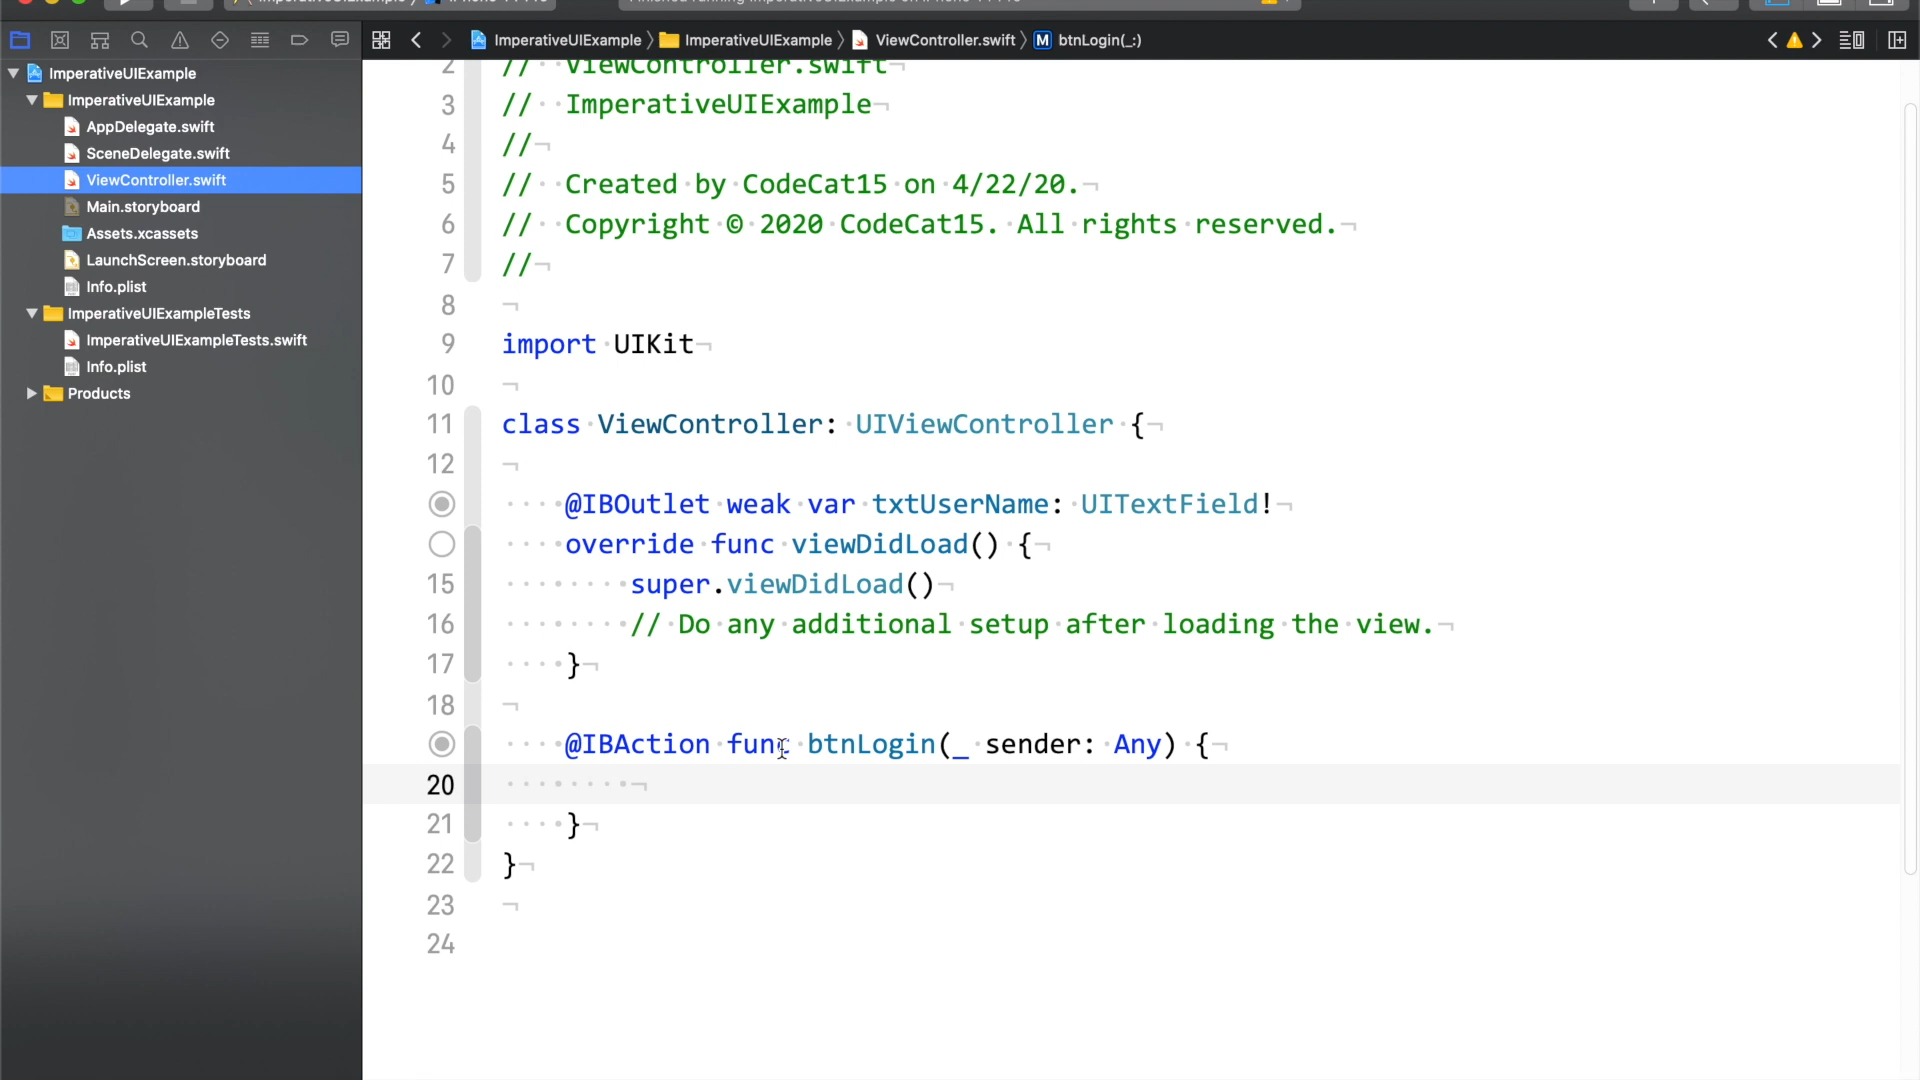 ImperativeUIExample ImperativeUIExample ViewController.swift M btnLogin(_:)
ImperativeUIExample
ImperativeUIExample
AppDelegate.swift
SceneDelegate.swift
ViewController.swift
Main.storyboard
Assets.xcassets
LaunchScreen.storyboard
Info.plist
ImperativeUIExampleTests
ImperativeUIExampleTests.swift
Info.plist
Products
2 // ViewController.swift
3 // ImperativeUIExample
4 //
5 // Created by CodeCat15 on 4/22/20.
6 // Copyright © 2020 CodeCat15. All rights reserved.
7 //
8
9 import UIKit
10
11 class ViewController: UIViewController {
12
@IBOutlet weak var txtUserName: UITextField!
override func viewDidLoad() {
15 super.viewDidLoad()
16 // Do any additional setup after loading the view.
17 }
18
@IBAction func btnLogin(_ sender: Any) {
20
21 }
22 }
23
24